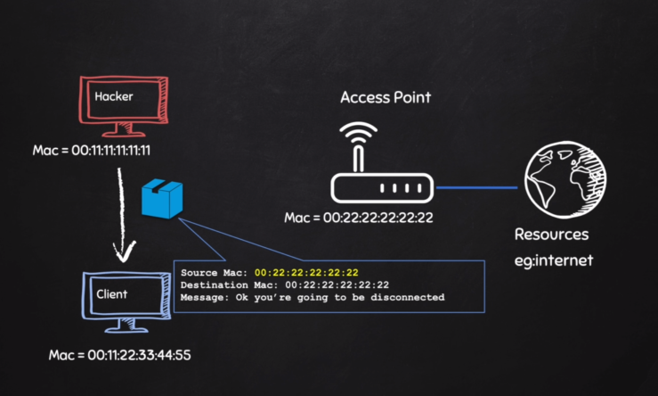 Hacker
Mac = 00:11:11:11:11:11
Access Point
Mac = 00:22:22:22:22:22
Resources
eg:internet
Source Mac: 00:22:22:22:22:22
Destination Mac: 00:22:22:22:22:22
Message: Ok you're going to be disconnected
Client
Mac = 00:11:22:33:44:55